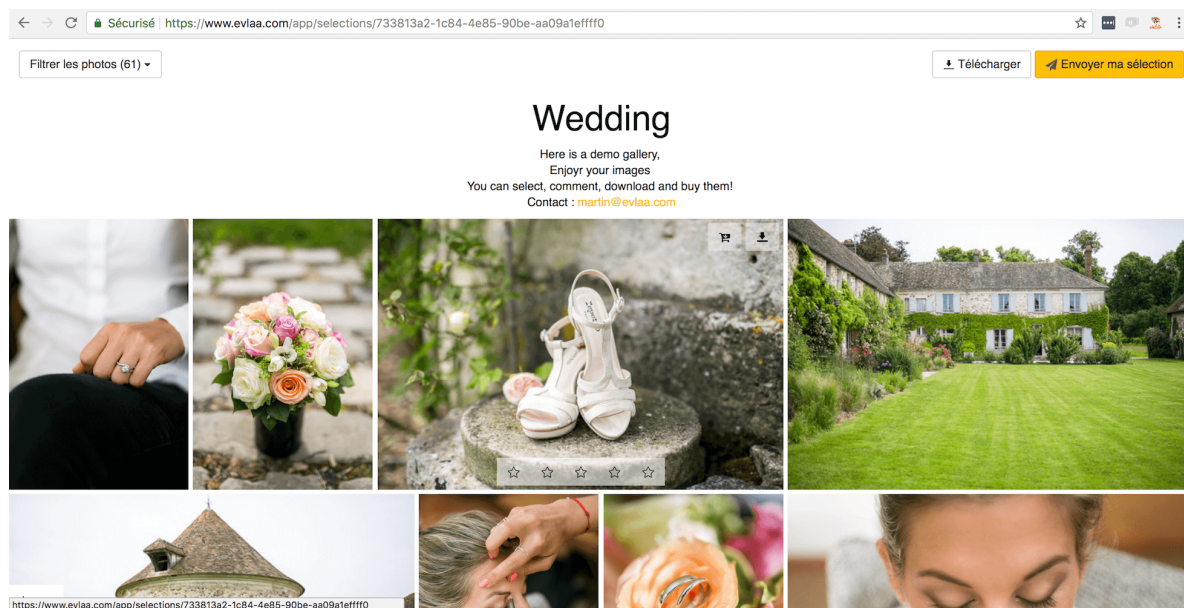 Sécurisé https://www.evlaa.com/app/selections/733813a2-1c84-4e85-90be-aa09a1effff0
Filtrer les photos (61)
Télécharger
Envoyer ma sélection
Wedding
Here is a demo gallery,
Enjoyr your images
You can select, comment, download and buy them!
Contact : martin@evlaa.com
https://www.evlaa.com/app/selections/733813a2-1c84-4e85-90be-aa09a1effff0